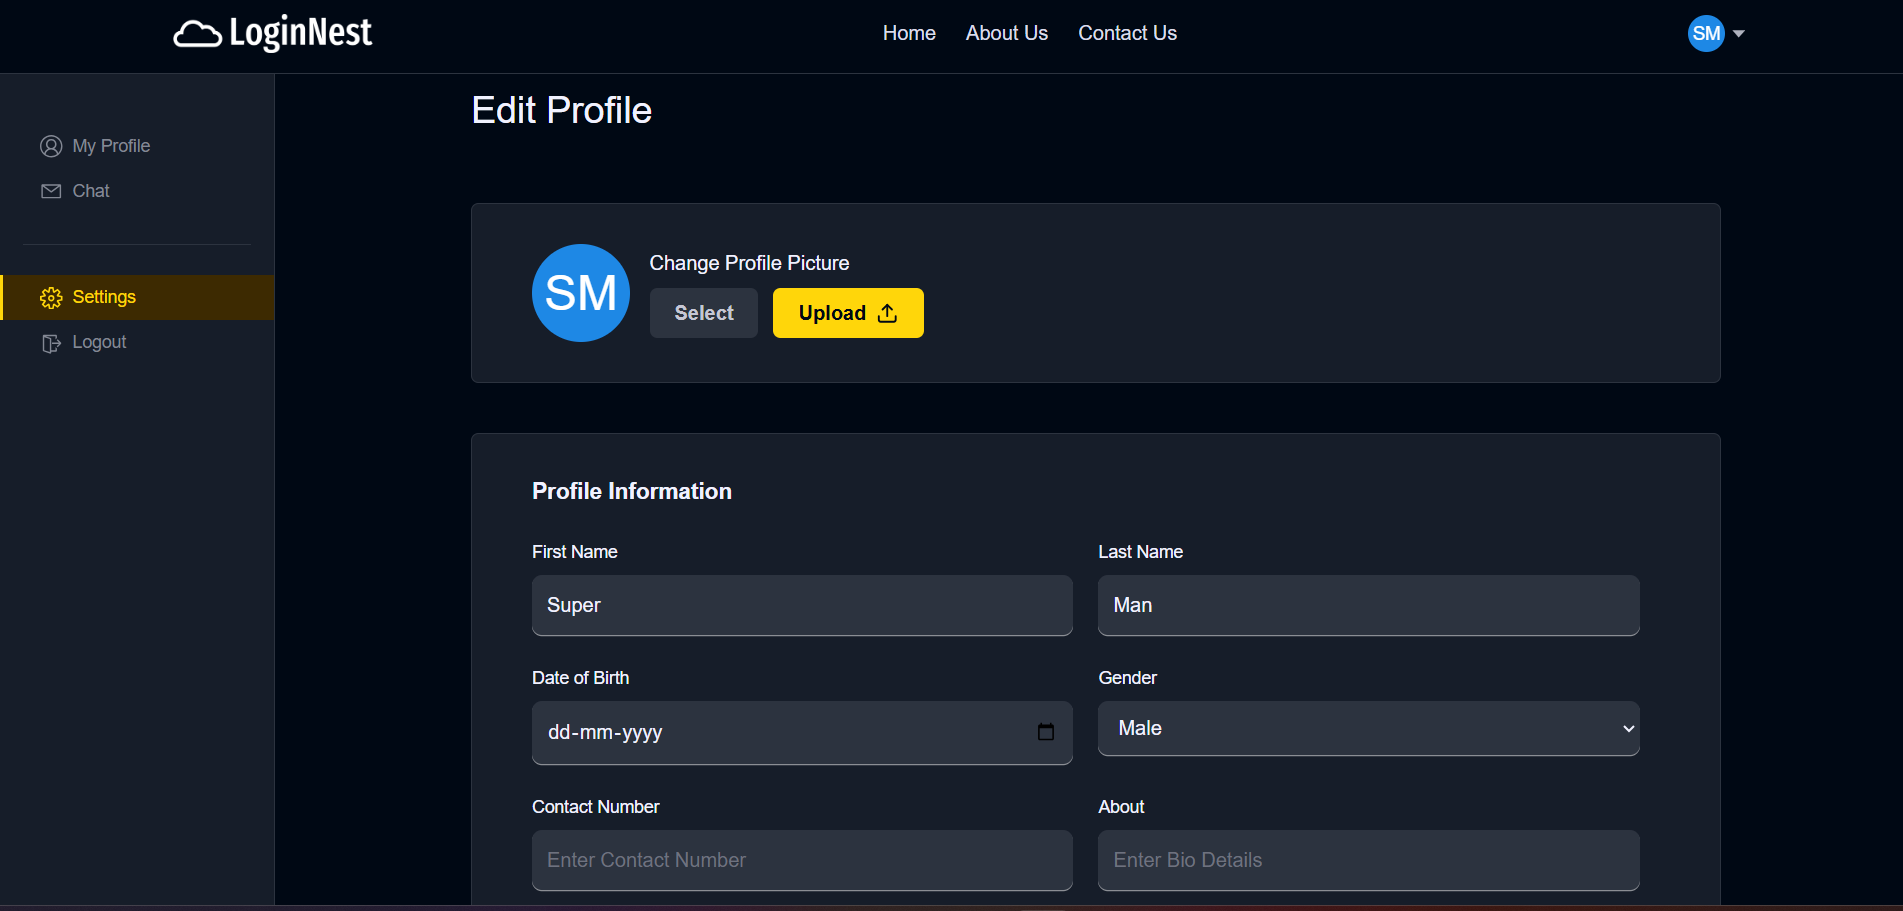 LoginNest
Home About Us Contact Us
SM
My Profile
Chat
Settings
Logout
Edit Profile
SM
Change Profile Picture
Select Upload
Profile Information
First Name Last Name
Super Man
Date of Birth Gender
dd-mm-yyyy Male
Contact Number About
Enter Contact Number Enter Bio Details